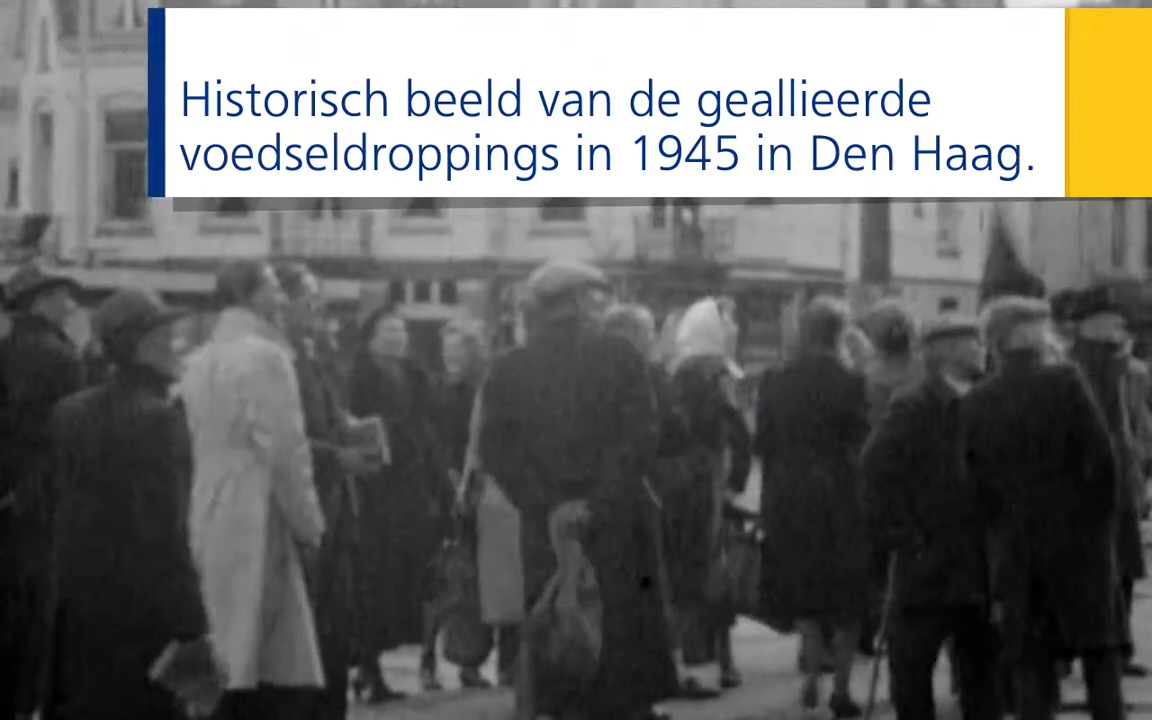 Historisch beeld van de geallieerde
voedseldroppings in 1945 in Den Haag.